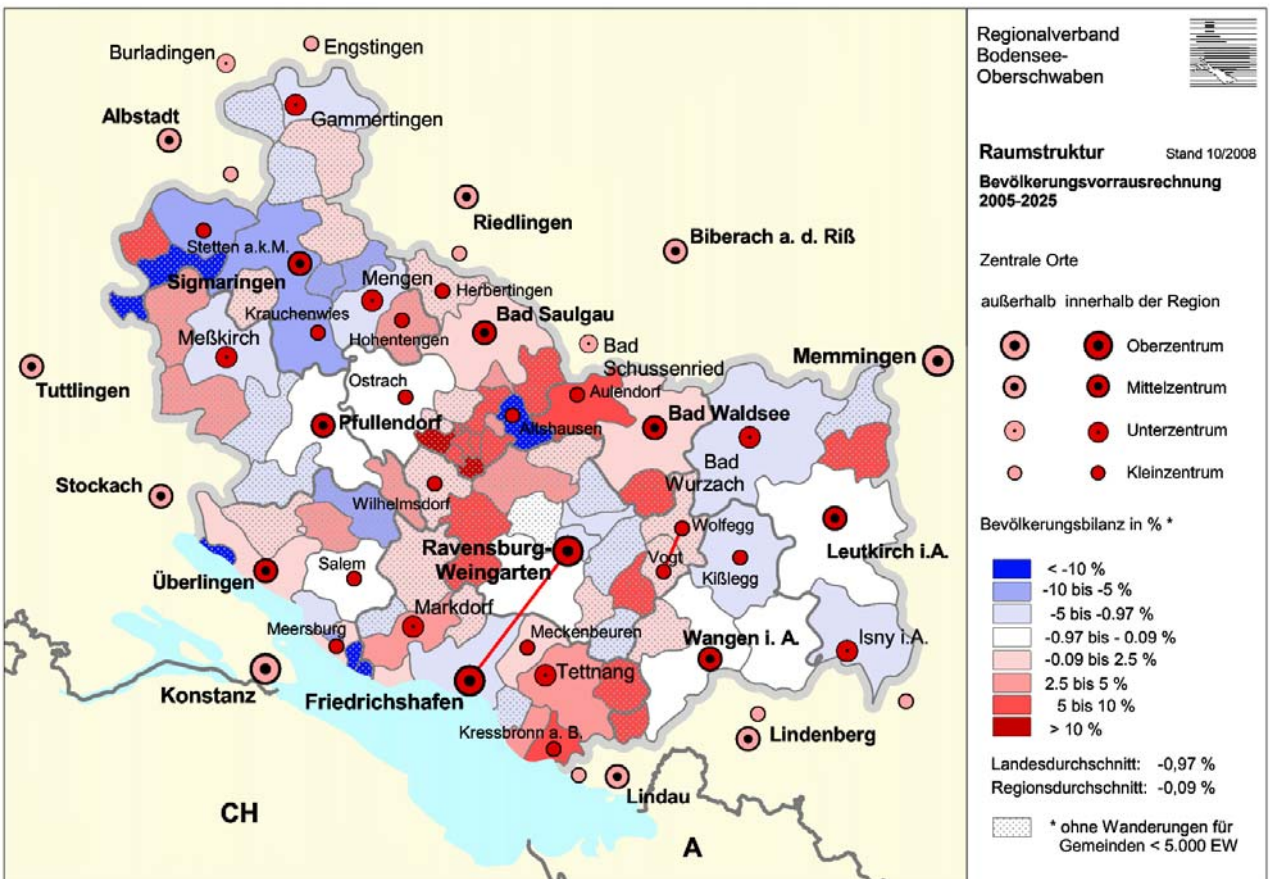 Burladingen
Engstingen
Albstadt
Gammertingen
Riedlingen
Biberach a. d. Riß
Stetten a.k.M.
Sigmaringen
Mengen
Herbertingen
Krauchenwies
Bad Saulgau
Meßkirch
Hohentengen
Bad
Schussenried
Memmingen
Tuttlingen
Ostrach
Aulendorf
Pfullendorf
Altshausen
Bad Waldsee
Bad
Wurzach
Stockach
Wilhelmsdorf
Wolfegg
Ravensburg-
Weingarten
Vogt
Kißlegg
Leutkirch i.A.
Überlingen
Salem
Markdorf
Meersburg
Meckenbeuren
Wangen i. A.
Isny i.A.
Tettnang
Konstanz
Friedrichshafen
Kressbronn a. B.
Lindenberg
Lindau
CH
A
Regionalverband
Bodensee-
Oberschwaben
Raumstruktur Stand 10/2008
Bevölkerungsvorrausrechnung
2005-2025
Zentrale Orte
außerhalb innerhalb der Region
Oberzentrum
Mittelzentrum
Unterzentrum
Kleinzentrum
Bevölkerungsbilanz in % *
< -10 %
-10 bis -5 %
-5 bis -0.97 %
-0.97 bis - 0.09 %
-0.09 bis 2.5 %
2.5 bis 5 %
5 bis 10 %
> 10 %
Landesdurchschnitt: -0,97 %
Regionsdurchschnitt: -0,09 %
* ohne Wanderungen für
Gemeinden < 5.000 EW